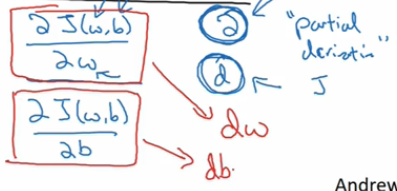 ∂J(w,b)
∂w
∂
"partial
derivative"
d
J
dw
∂J(w,b)
∂b
db
Andrew